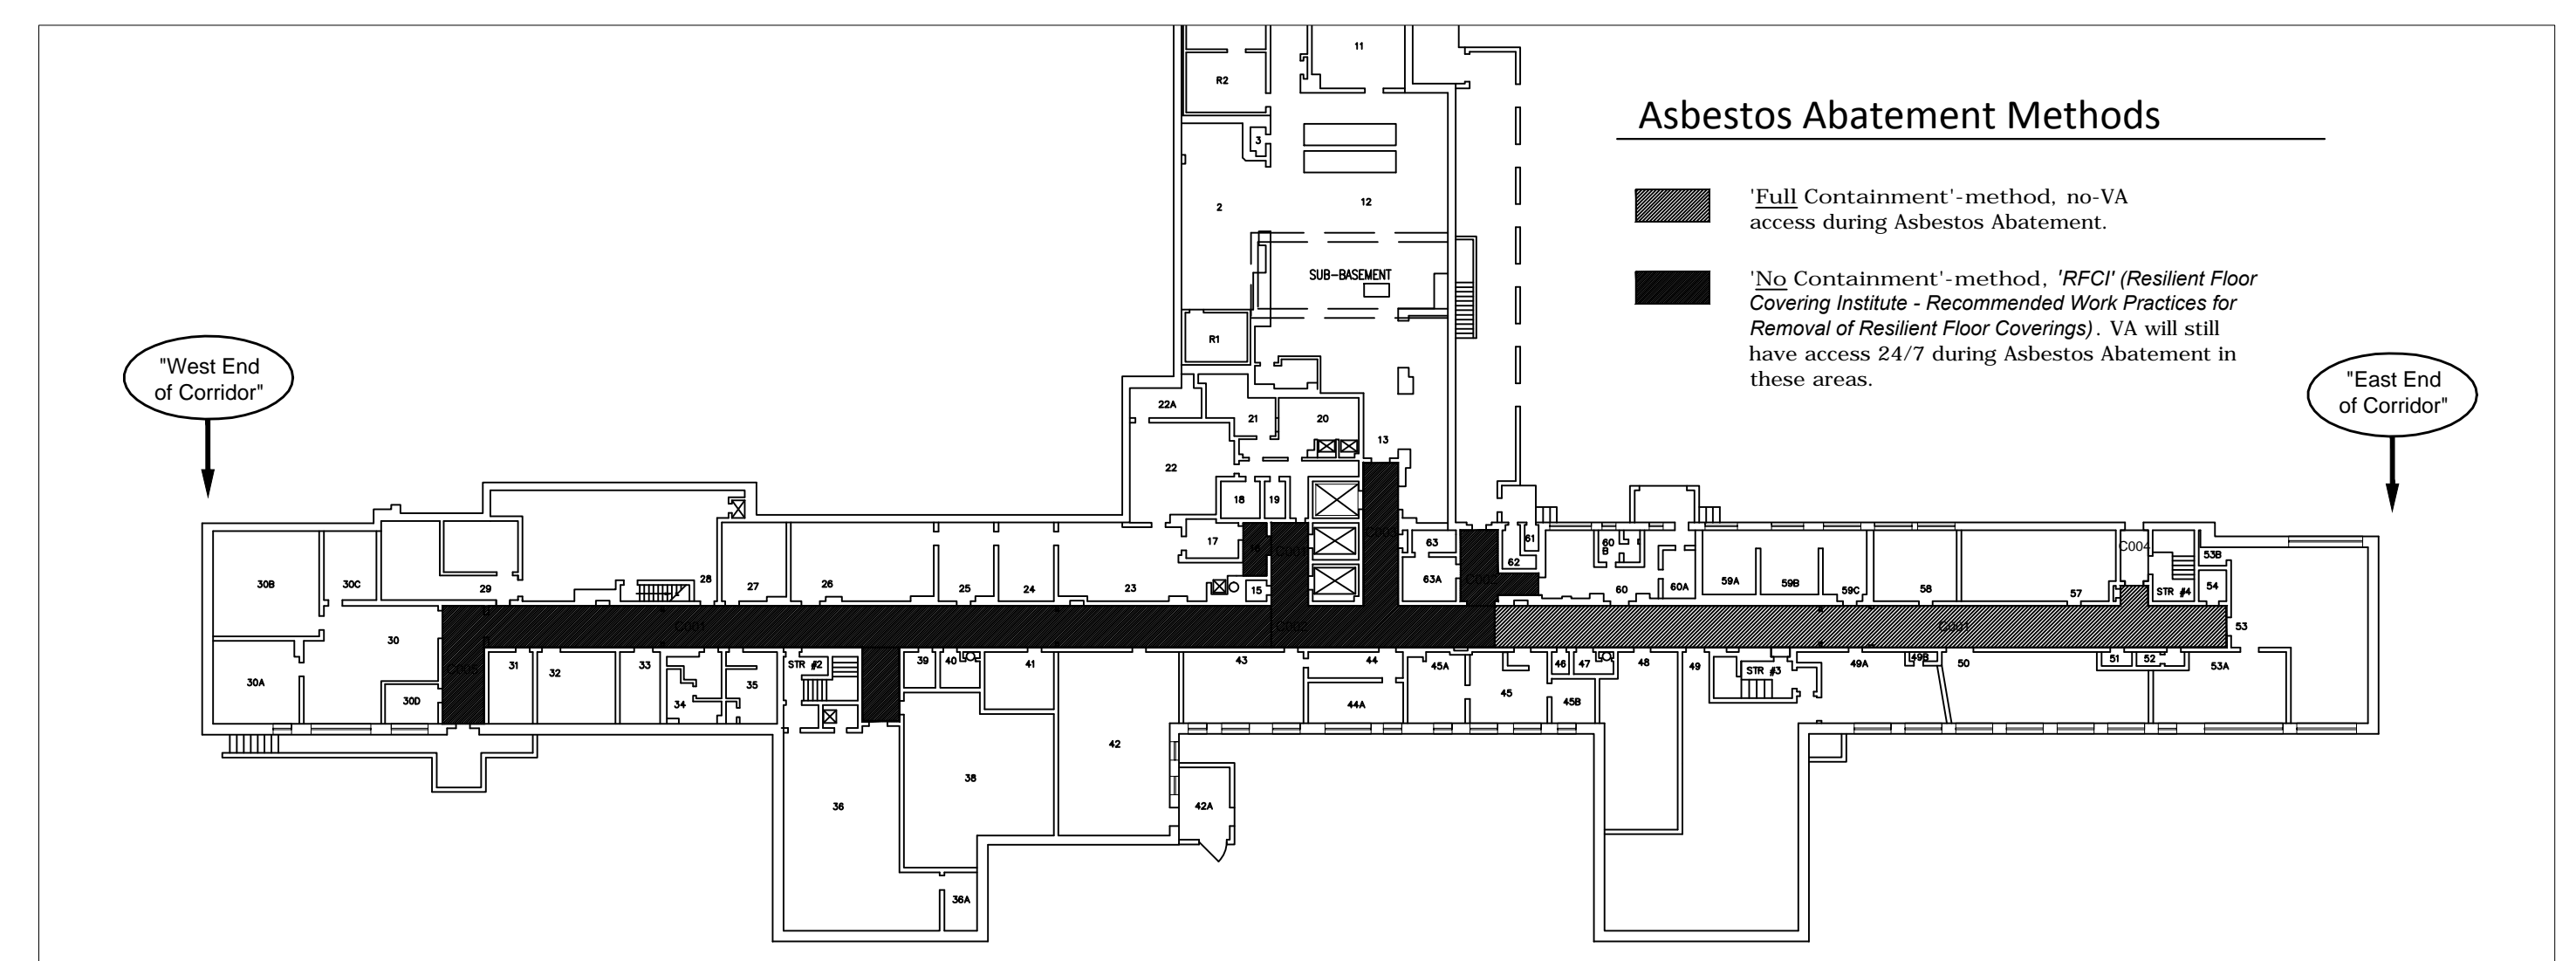 Asbestos Abatement Methods
'Full Containment'-method, no-VA
access during Asbestos Abatement.
'No Containment'-method, 'RFCI' (Resilient Floor
Covering Institute - Recommended Work Practices for
Removal of Resilient Floor Coverings). VA will still
have access 24/7 during Asbestos Abatement in
these areas.
"West End
of Corridor"
"East End
of Corridor"
11
R2
3
2
12
SUB-BASEMENT
R1
22A
21
20
13
22
18
19
17
16
C003
63
62
61
60
B
C004
53B
30B
30C
29
28
27
26
25
24
23
15
63A
60
60A
59A
59B
59C
58
57
STR #4
54
30
C001
C002
C001
53
30A
30D
31
32
33
34
35
STR #2
39
40
41
43
44
45A
45
46
47
48
49
STR #3
49A
49B
50
51
52
53A
44A
45B
42
36
38
42A
36A